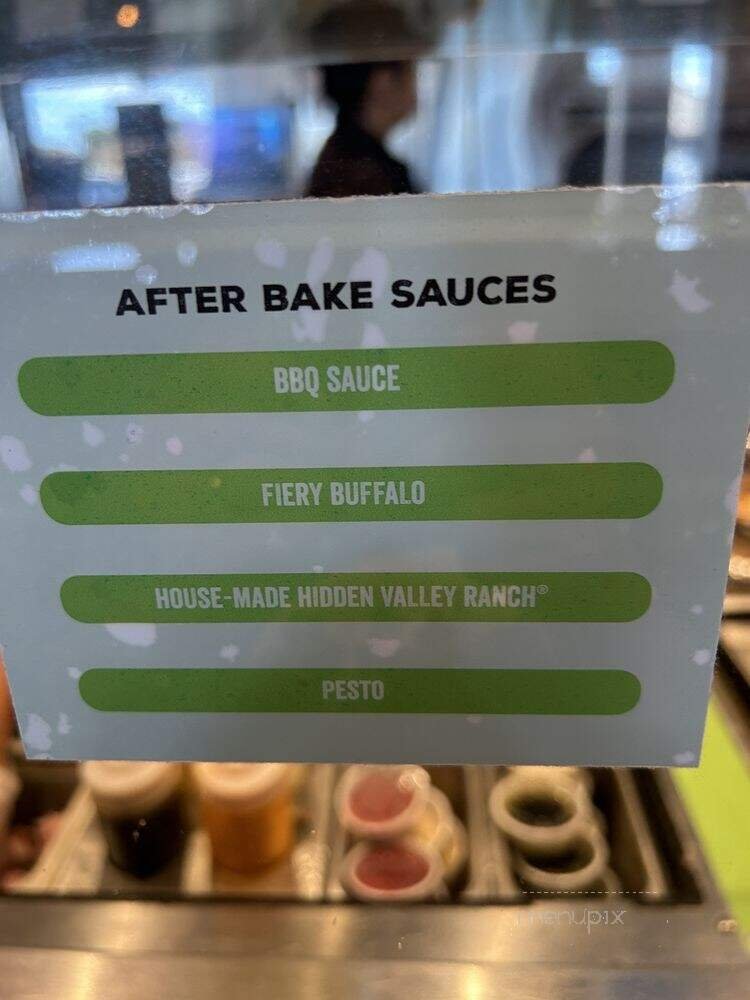 AFTER BAKE SAUCES
BBQ SAUCE
FIERY BUFFALO
HOUSE-MADE HIDDEN VALLEY RANCH®
PESTO
menupix